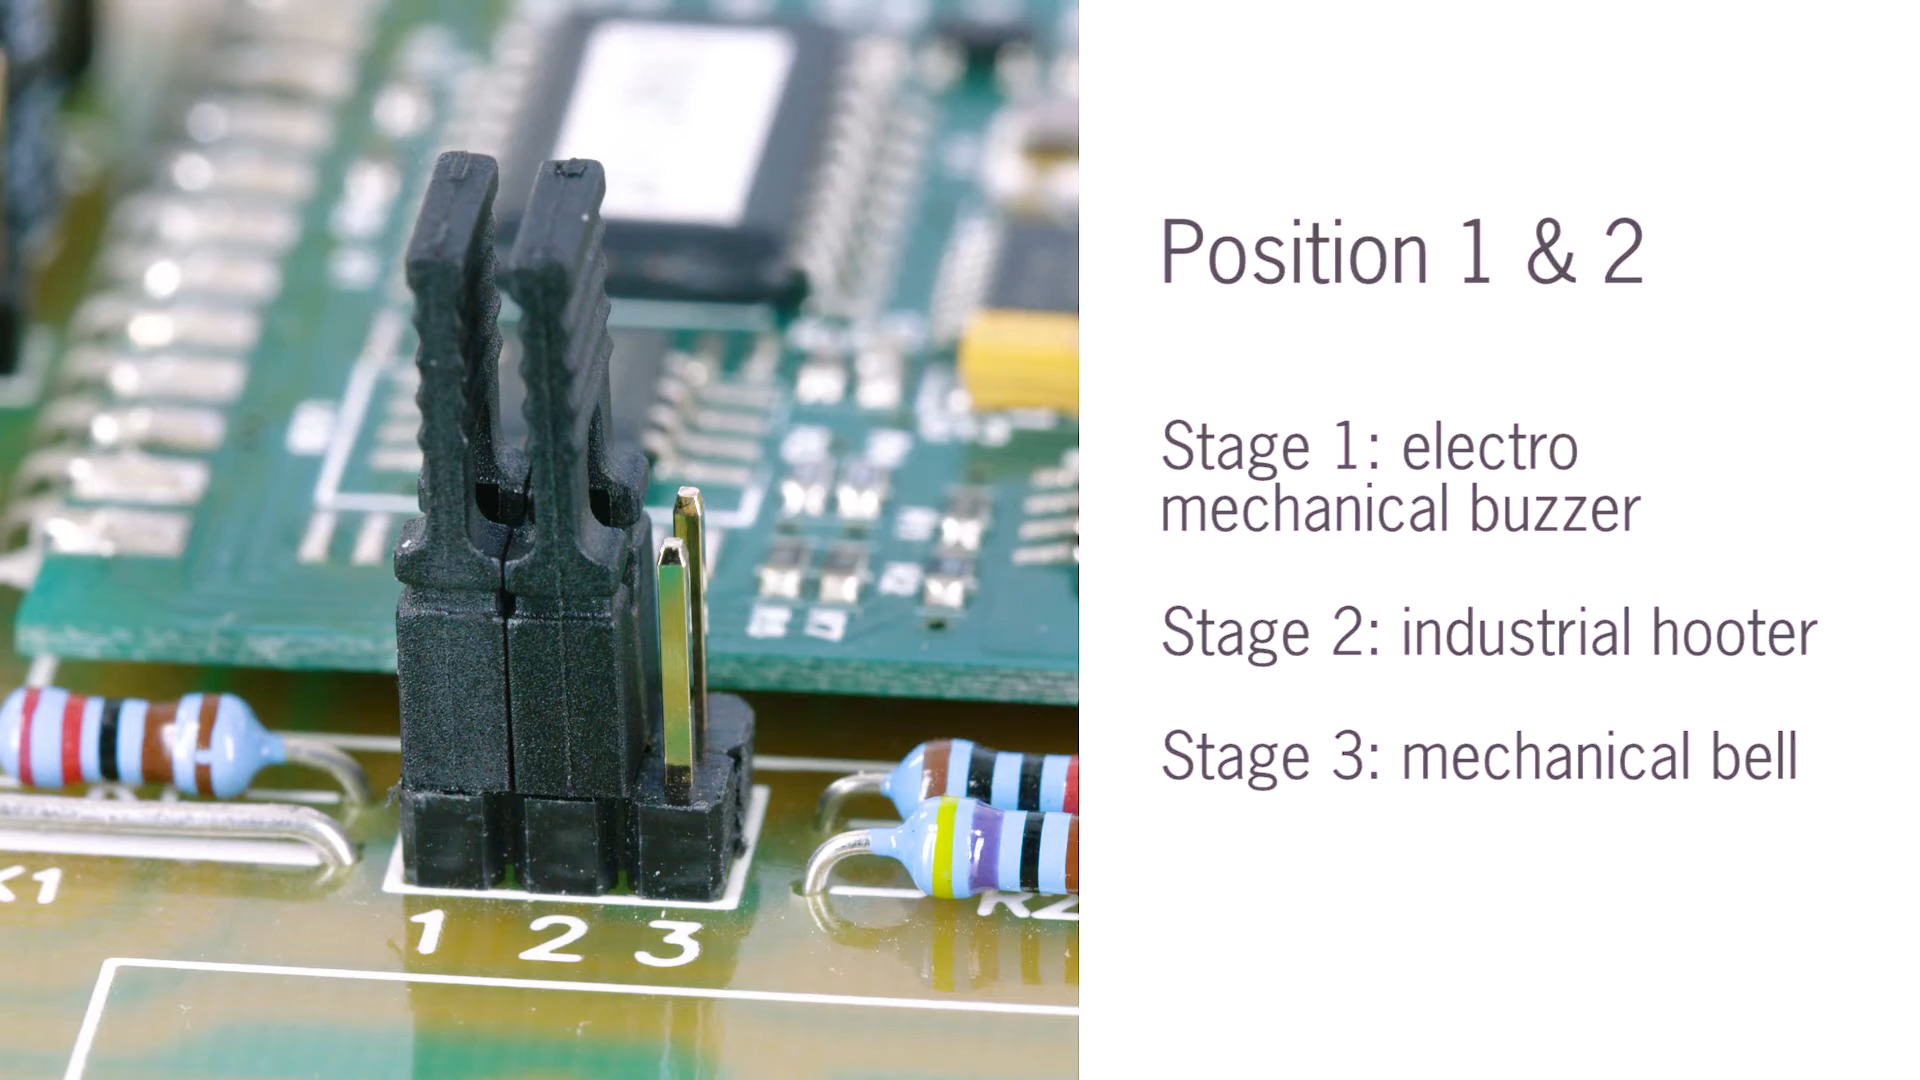 Position 1 & 2
Stage 1: electro
mechanical buzzer
Stage 2: industrial hooter
Stage 3: mechanical bell
K1
1 2 3